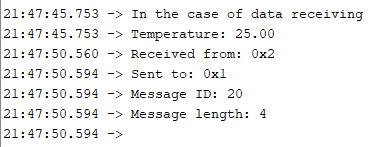 21:47:45.753 -> In the case of data receiving
21:47:45.753 -> Temperature: 25.00
21:47:50.560 -> Received from: 0x2
21:47:50.594 -> Sent to: 0x1
21:47:50.594 -> Message ID: 20
21:47:50.594 -> Message length: 4
21:47:50.594 ->